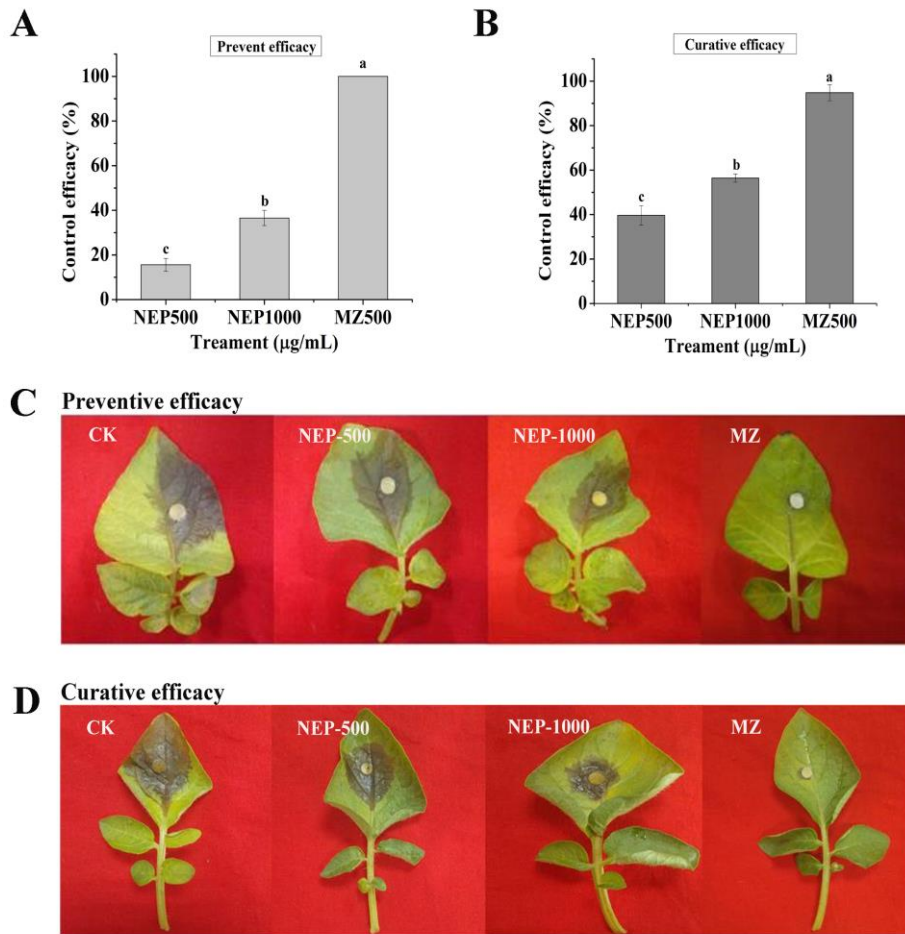 A
B
Prevent efficacy
Curative efficacy
Control efficacy (%)
100
80
60
40
20
0
a
b
c
NEP500 NEP1000 MZ500
Treament (µg/mL)
Control efficacy (%)
100
80
60
40
20
0
a
b
c
NEP500 NEP1000 MZ500
Treament (µg/mL)
C Preventive efficacy
CK NEP-500 NEP-1000 MZ
D Curative efficacy
CK NEP-500 NEP-1000 MZ